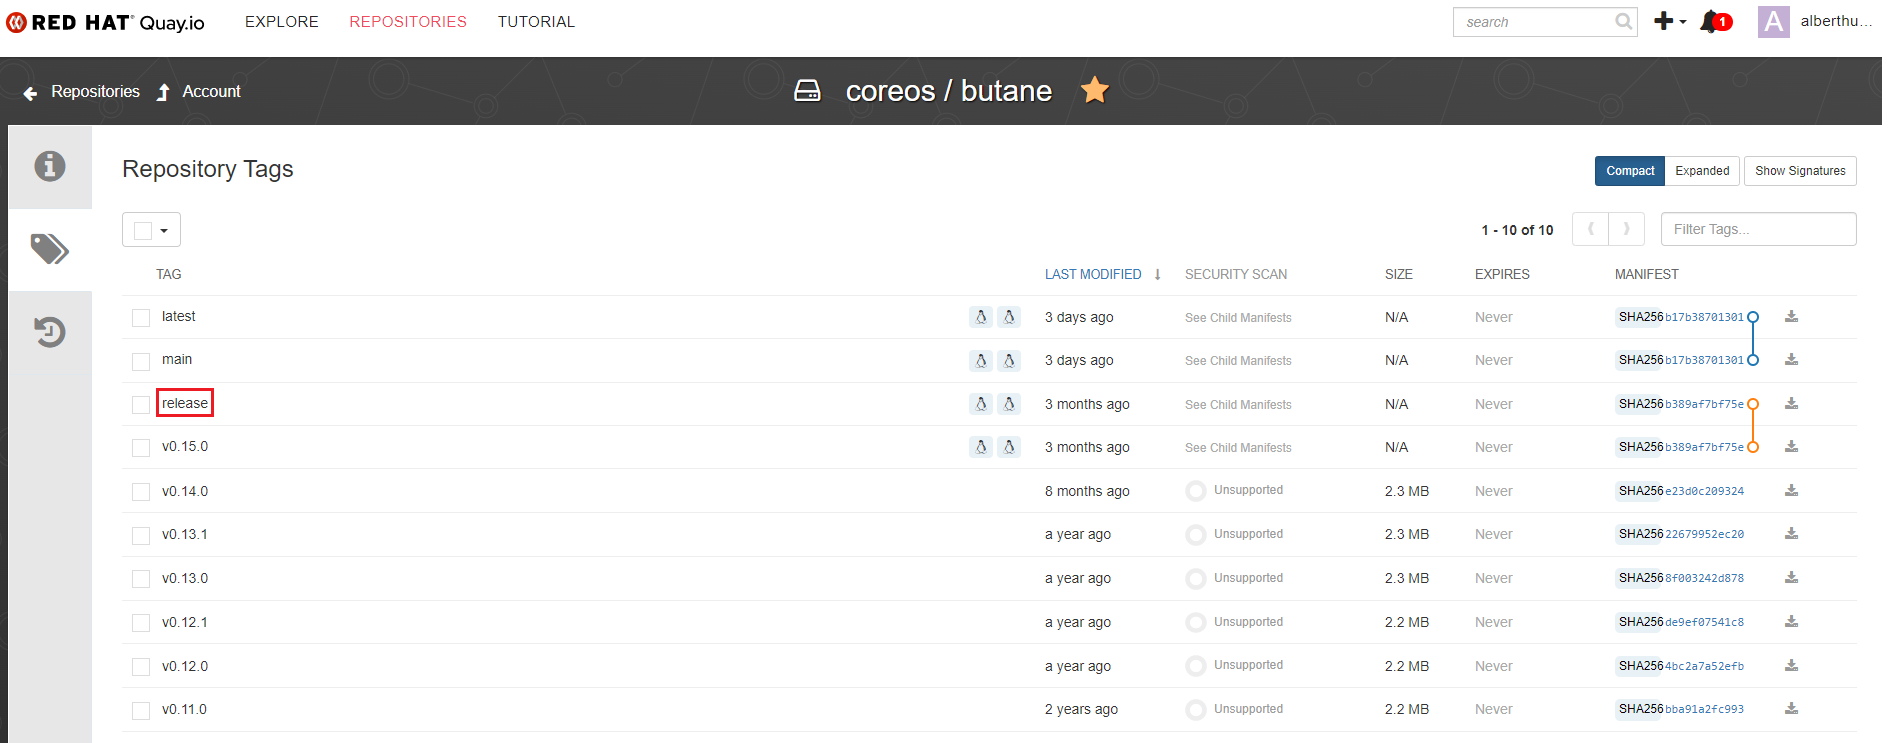 RED HAT Quay.io EXPLORE REPOSITORIES TUTORIAL search 1 A alberthu...
Repositories Account coreos / butane
Repository Tags Compact Expanded Show Signatures
1 - 10 of 10 Filter Tags...
TAG LAST MODIFIED SECURITY SCAN SIZE EXPIRES MANIFEST
latest 3 days ago See Child Manifests N/A Never SHA256 b17b38701301
main 3 days ago See Child Manifests N/A Never SHA256 b17b38701301
release 3 months ago See Child Manifests N/A Never SHA256 b389af7bf75e
v0.15.0 3 months ago See Child Manifests N/A Never SHA256 b389af7bf75e
v0.14.0 8 months ago Unsupported 2.3 MB Never SHA256 e23d0c209324
v0.13.1 a year ago Unsupported 2.3 MB Never SHA256 22679952ec20
v0.13.0 a year ago Unsupported 2.3 MB Never SHA256 8f003242d878
v0.12.1 a year ago Unsupported 2.2 MB Never SHA256 de9ef07541c8
v0.12.0 a year ago Unsupported 2.2 MB Never SHA256 4bc2a7a52efb
v0.11.0 2 years ago Unsupported 2.2 MB Never SHA256 bba91a2fc993